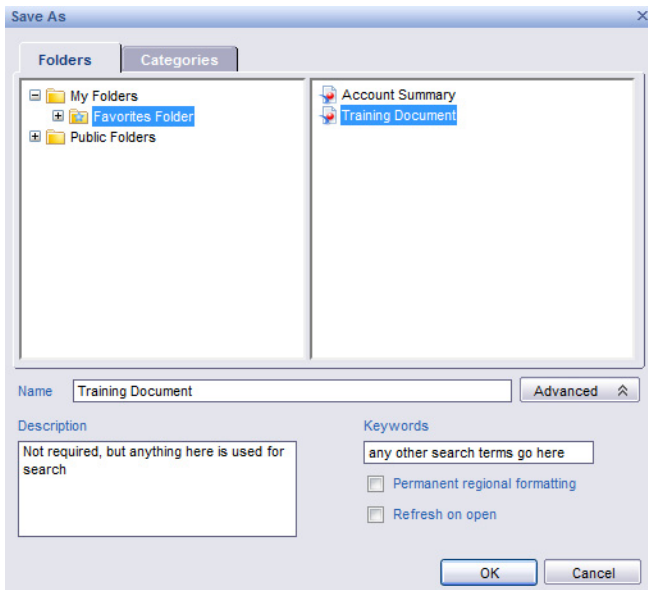 Save As
Folders
Categories
My Folders
Favorites Folder
Public Folders
Account Summary
Training Document
Name
Training Document
Advanced
Description
Not required, but anything here is used for
search
Keywords
any other search terms go here
Permanent regional formatting
Refresh on open
OK
Cancel